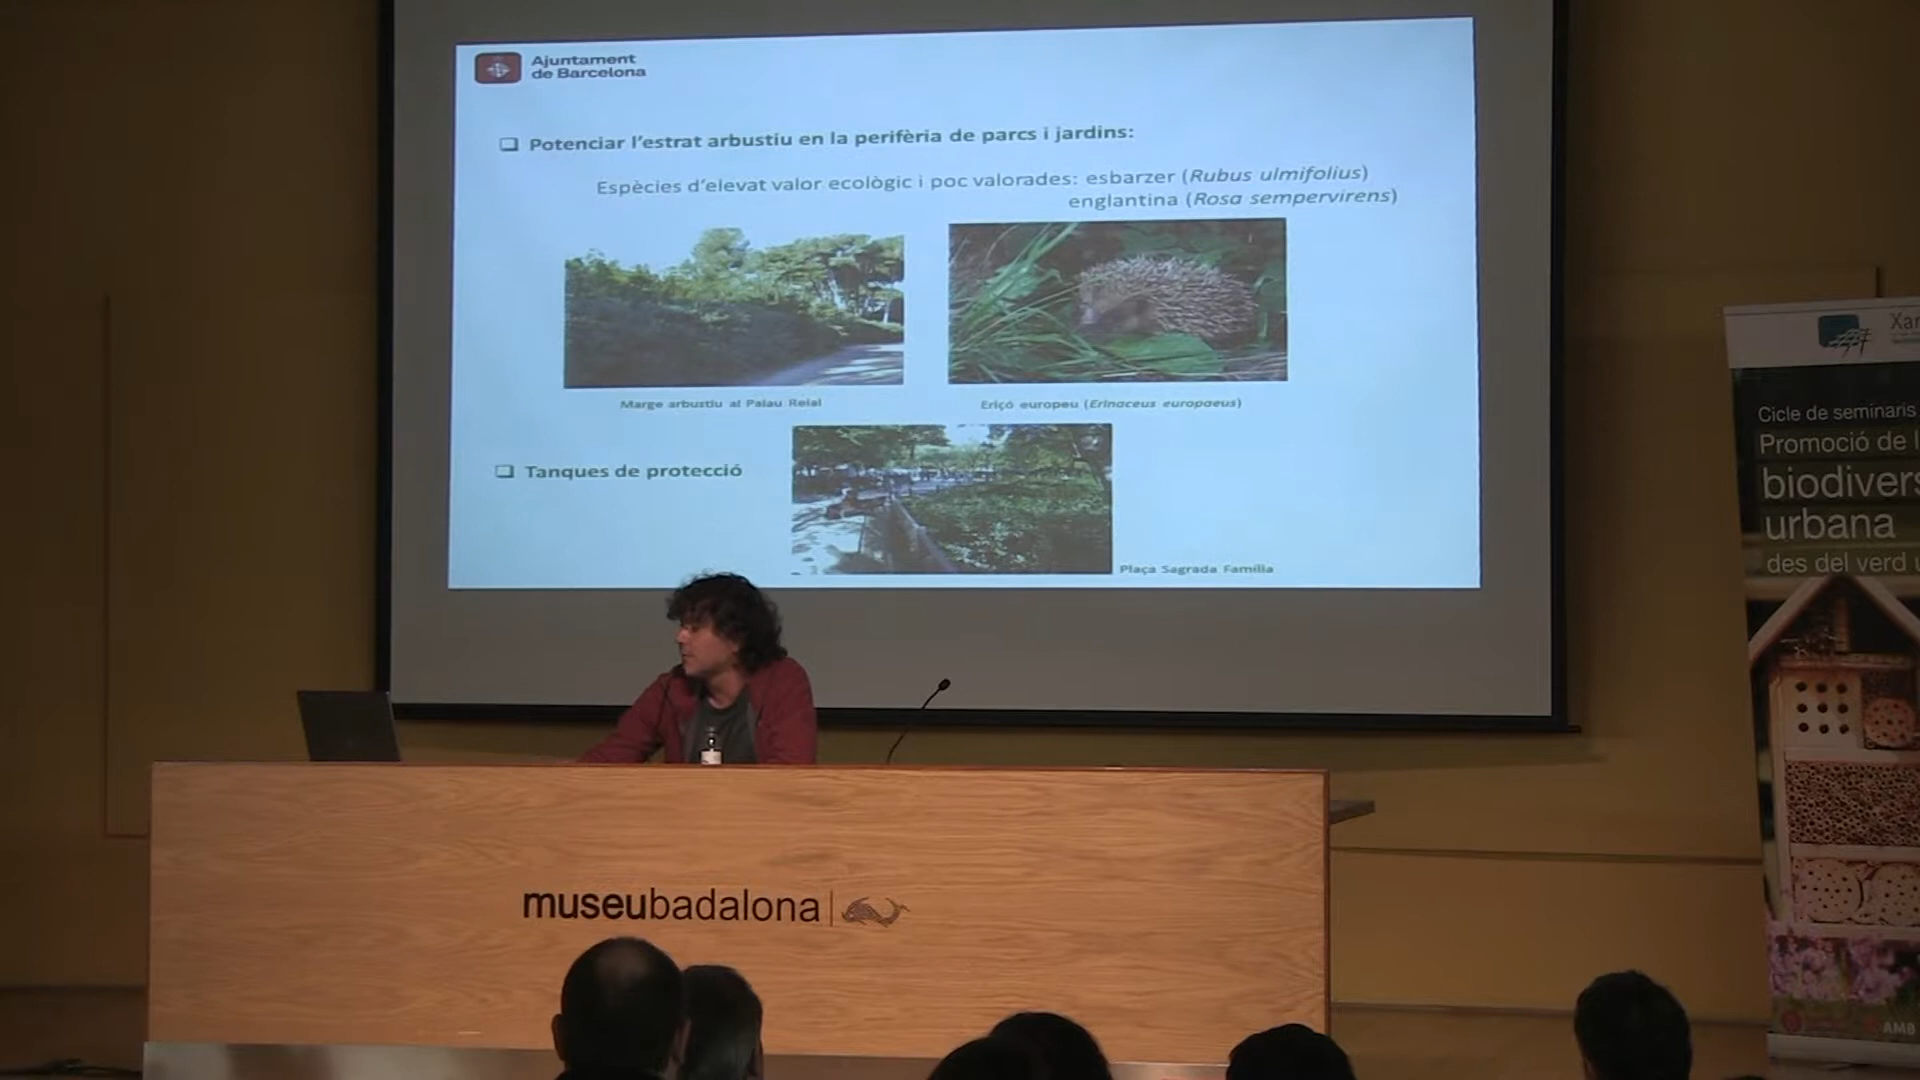 Ajuntament
de Barcelona
Potenciar l'estrat arbustiu en la perifèria de parcs i jardins:
Espècies d'elevat valor ecològic i poc valorades: esbarzer (Rubus ulmifolius)
englantina (Rosa sempervirens)
Marge arbustiu al Palau Reial
Eriçó europeu (Erinaceus europaeus)
Tanques de protecció
Plaça Sagrada Família
Xar
Cicle de seminaris
Promoció de l
biodivers
urbana
des del verd u
museubadalona
AMB